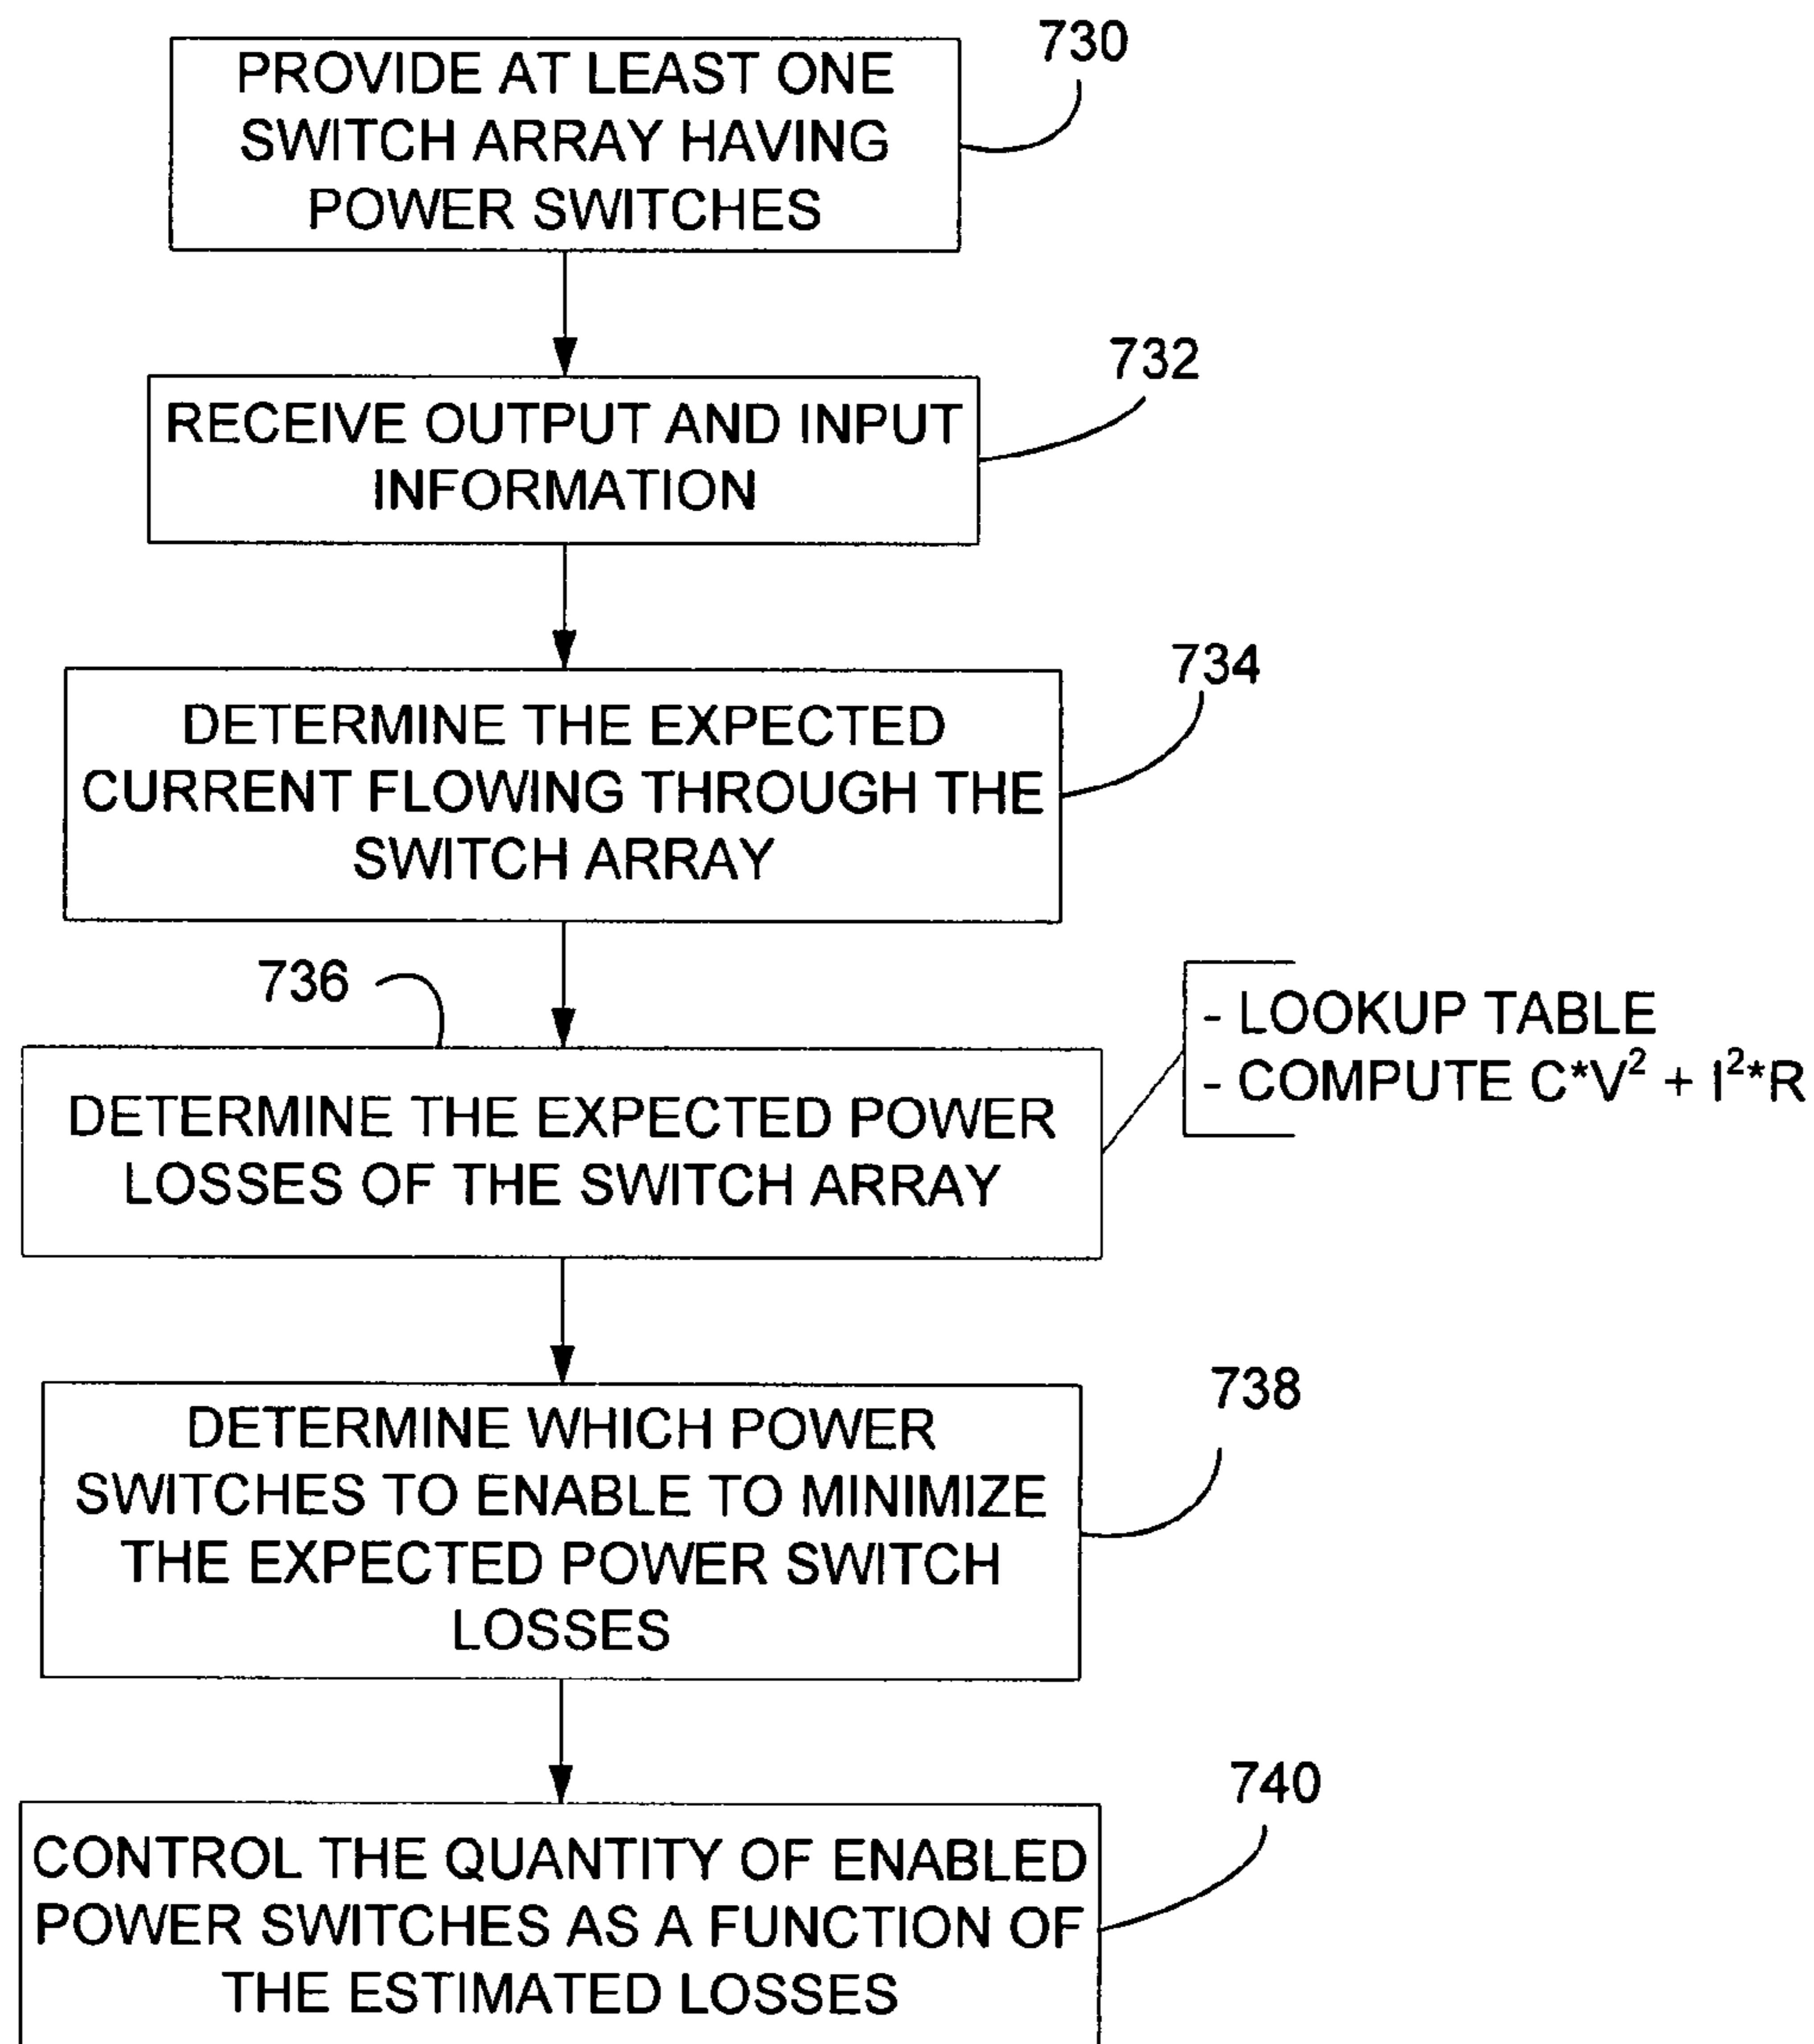 730
PROVIDE AT LEAST ONE
SWITCH ARRAY HAVING
POWER SWITCHES
732
RECEIVE OUTPUT AND INPUT
INFORMATION
734
DETERMINE THE EXPECTED
CURRENT FLOWING THROUGH THE
SWITCH ARRAY
736
DETERMINE THE EXPECTED POWER
LOSSES OF THE SWITCH ARRAY
- LOOKUP TABLE
- COMPUTE C*V² + I²*R
738
DETERMINE WHICH POWER
SWITCHES TO ENABLE TO MINIMIZE
THE EXPECTED POWER SWITCH
LOSSES
740
CONTROL THE QUANTITY OF ENABLED
POWER SWITCHES AS A FUNCTION OF
THE ESTIMATED LOSSES